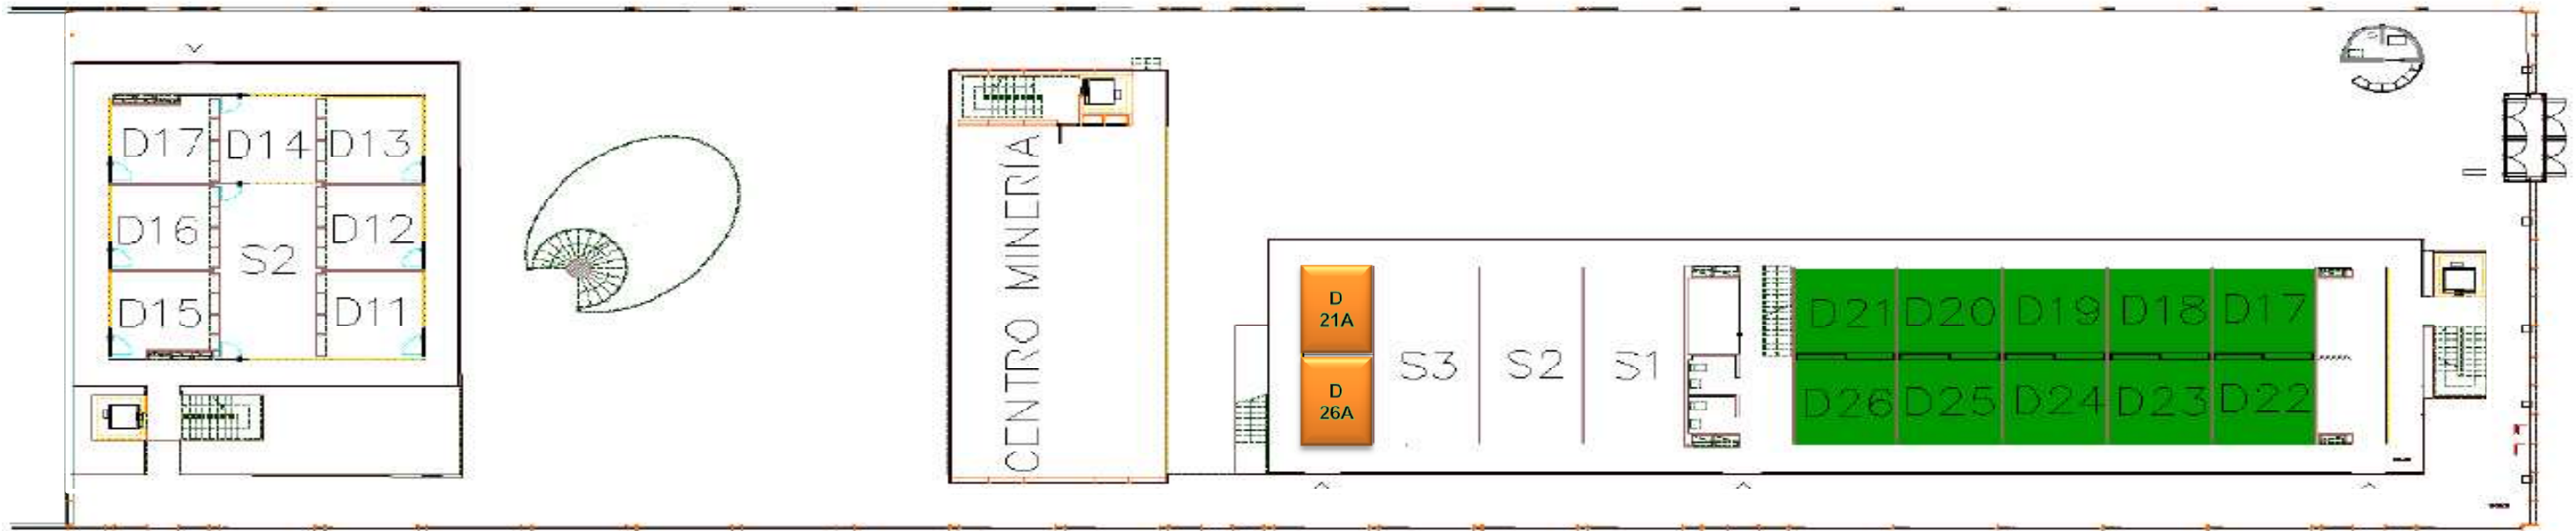 D17 D14 D13
D16 D12
S2
D15 D11
CENTRO MINERÍA
D
21A
D
26A
S3 S2 S1
D21 D20 D19 D18 D17
D26 D25 D24 D23 D22